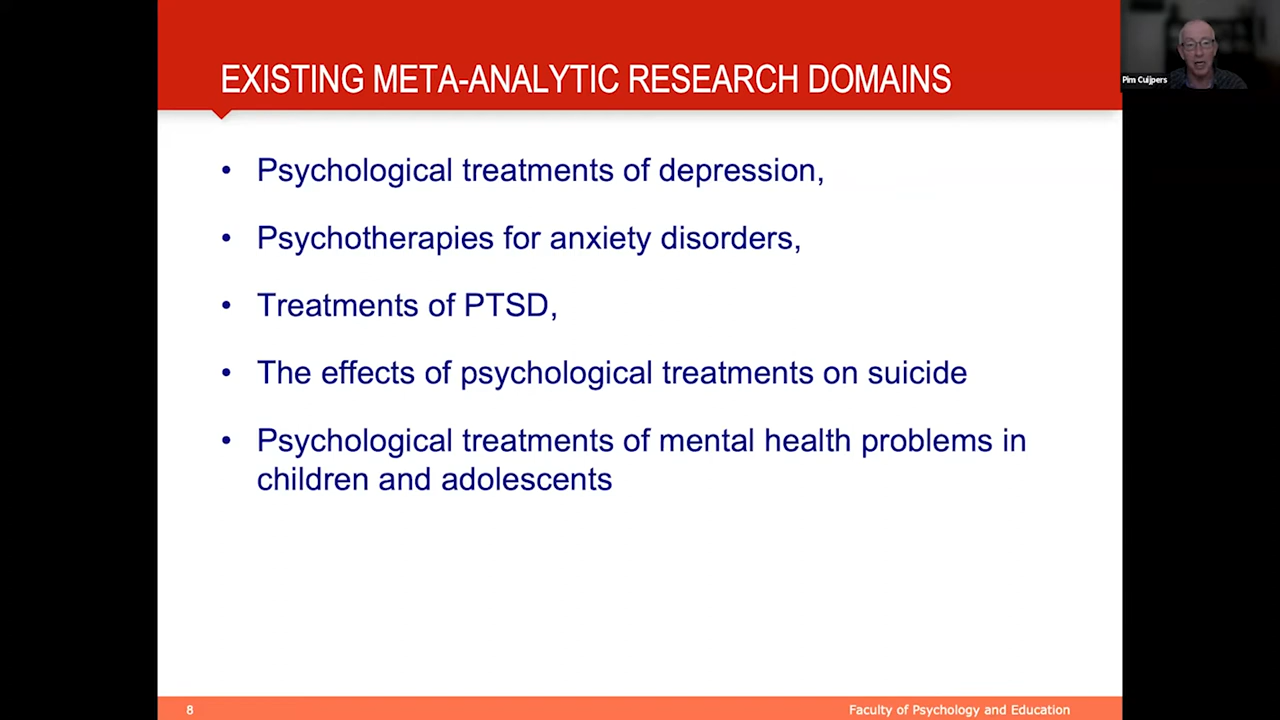 EXISTING META-ANALYTIC RESEARCH DOMAINS
Pim Cuijpers
• Psychological treatments of depression,
• Psychotherapies for anxiety disorders,
• Treatments of PTSD,
• The effects of psychological treatments on suicide
• Psychological treatments of mental health problems in
children and adolescents
8
Faculty of Psychology and Education